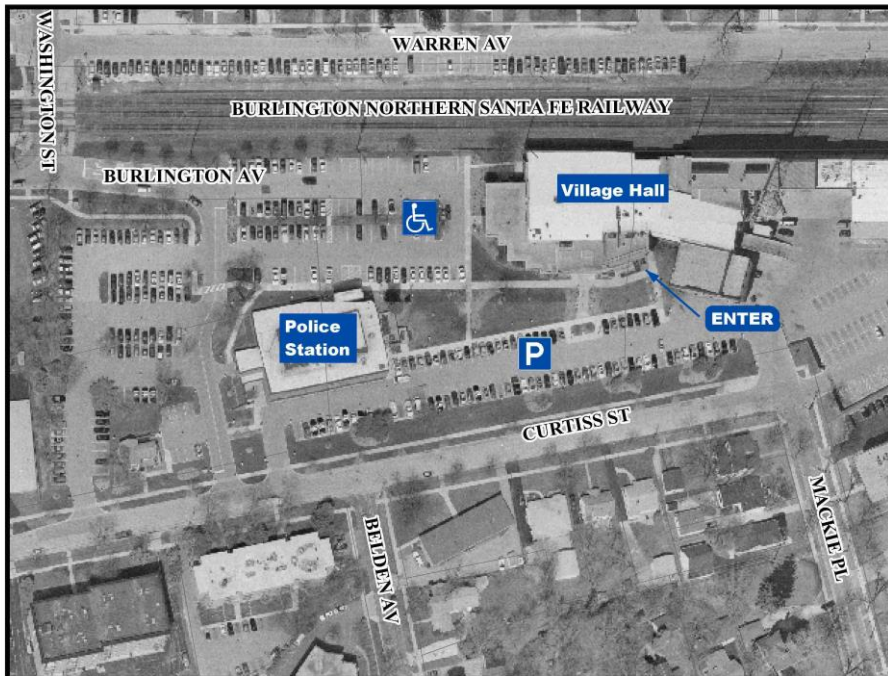 WARREN AV
WASHINGTON ST
BURLINGTON NORTHERN SANTA FE RAILWAY
BURLINGTON AV
Village Hall
Police
Station
ENTER
P
CURTISS ST
BELDEN AV
MACKIE PL